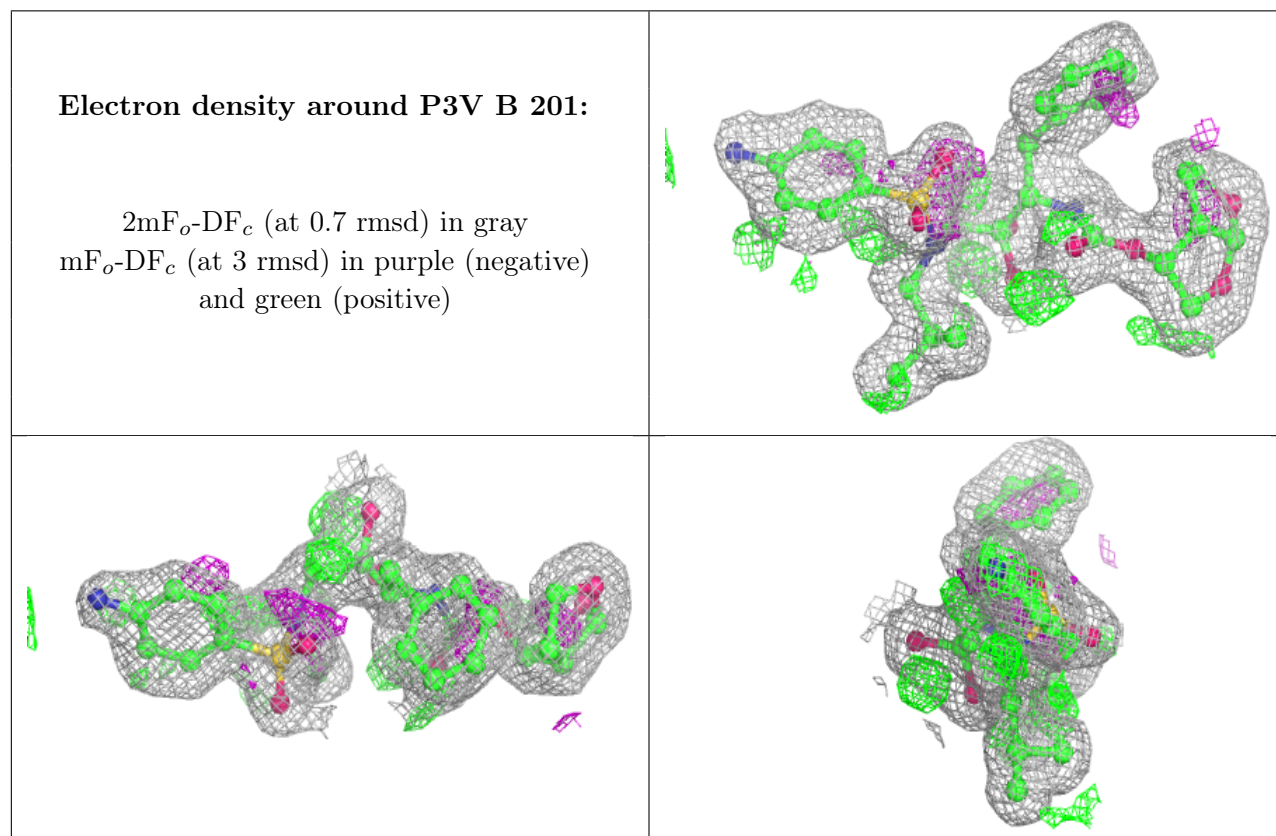 Electron density around P3V B 201:
2mFo-DFc (at 0.7 rmsd) in gray
mFo-DFc (at 3 rmsd) in purple (negative)
and green (positive)